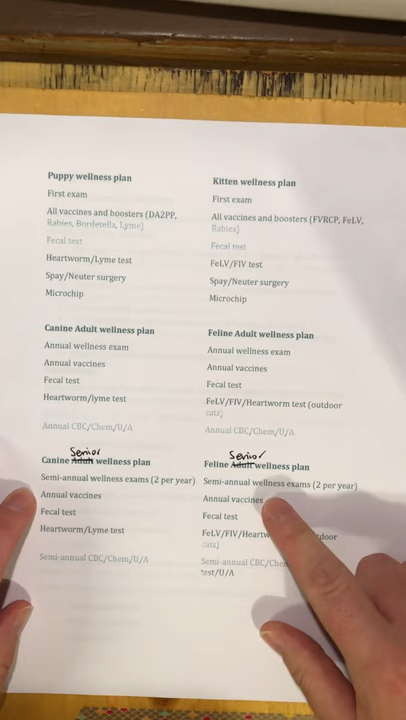 Puppy wellness plan
First exam
All vaccines and boosters (DA2PP,
Rabies, Bordetella, Lyme)
Fecal test
Heartworm/Lyme test
Spay/Neuter surgery
Microchip
Kitten wellness plan
First exam
All vaccines and boosters (FVRCP, FeLV,
Rabies)
Fecal test
FeLV/FIV test
Spay/Neuter surgery
Microchip
Canine Adult wellness plan
Annual wellness exam
Annual vaccines
Fecal test
Heartworm/lyme test
Annual CBC/Chem/U/A
Feline Adult wellness plan
Annual wellness exam
Annual vaccines
Fecal test
FeLV/FIV/Heartworm test (outdoor
cats)
Annual CBC/Chem/U/A
Senior
Canine Adult wellness plan
Semi-annual wellness exams (2 per year)
Annual vaccines
Fecal test
Heartworm/Lyme test
Semi-annual CBC/Chem/U/A
Senior
Feline Adult wellness plan
Semi-annual wellness exams (2 per year)
Annual vaccines
Fecal test
FeLV/FIV/Heartw door
cats)
Semi-annual CBC/Chem
test/U/A